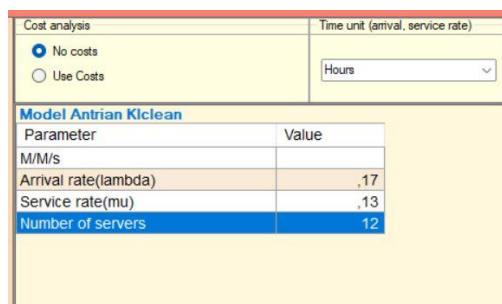 Cost analysis
No costs
Use Costs
Time unit (arrival, service rate)
Hours
Model Antrian Klclean
Parameter Value
M/M/s
Arrival rate(lambda) ,17
Service rate(mu) ,13
Number of servers 12